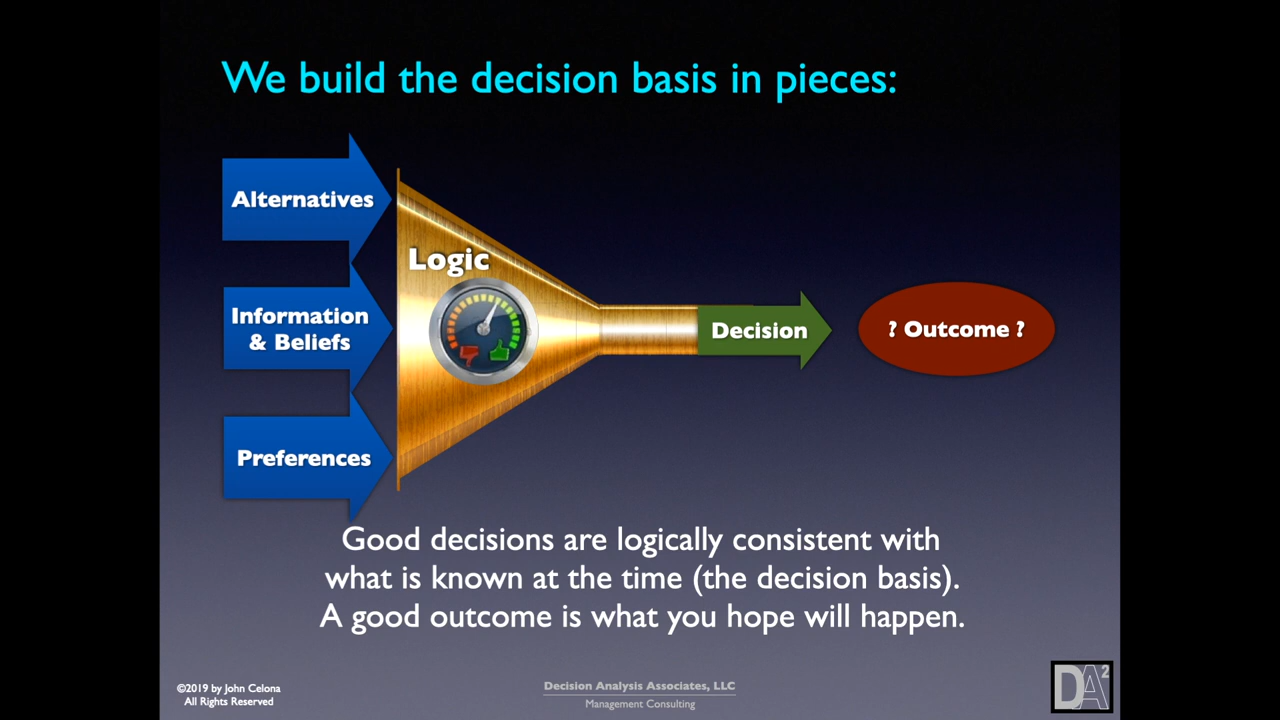 We build the decision basis in pieces:
Alternatives
Information
& Beliefs
Preferences
Logic
Decision
? Outcome ?
Good decisions are logically consistent with
what is known at the time (the decision basis).
A good outcome is what you hope will happen.
©2019 by John Celona
All Rights Reserved
Decision Analysis Associates, LLC
Management Consulting
DA²